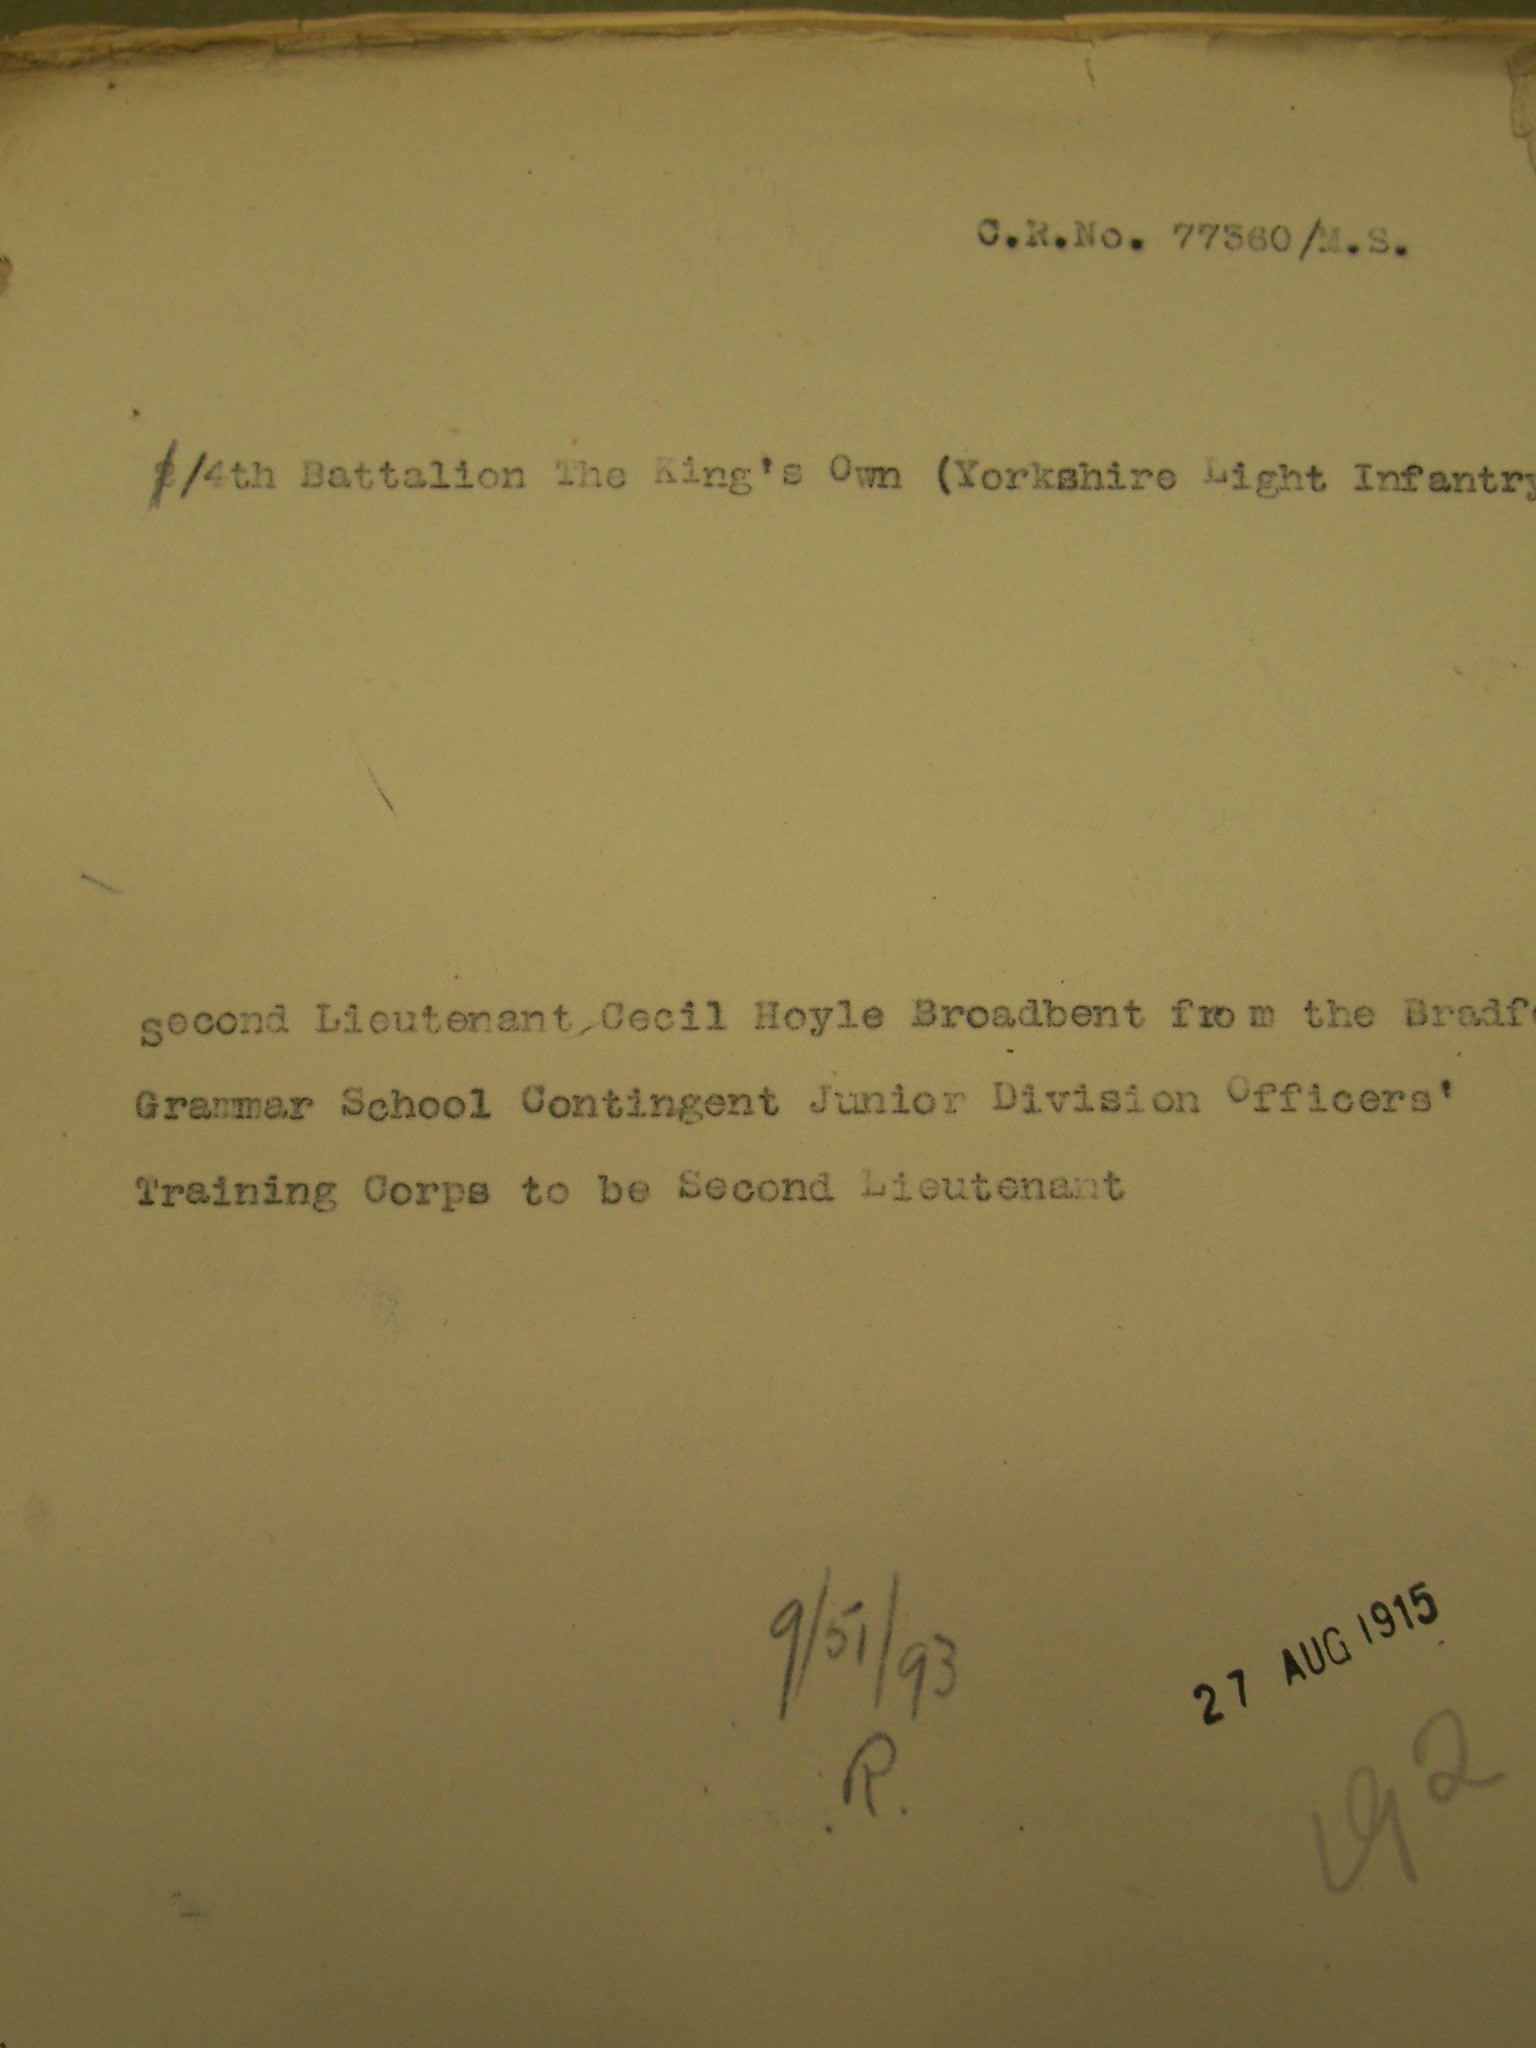 C.R.No. 77360/M.S.
/4th Battalion The King's Own (Yorkshire Light Infantry
Second Lieutenant Cecil Hoyle Broadbent from the Bradfo
Grammar School Contingent Junior Division Officers'
Training Corps to be Second Lieutenant
9/51/93
27 AUG 1915
R.